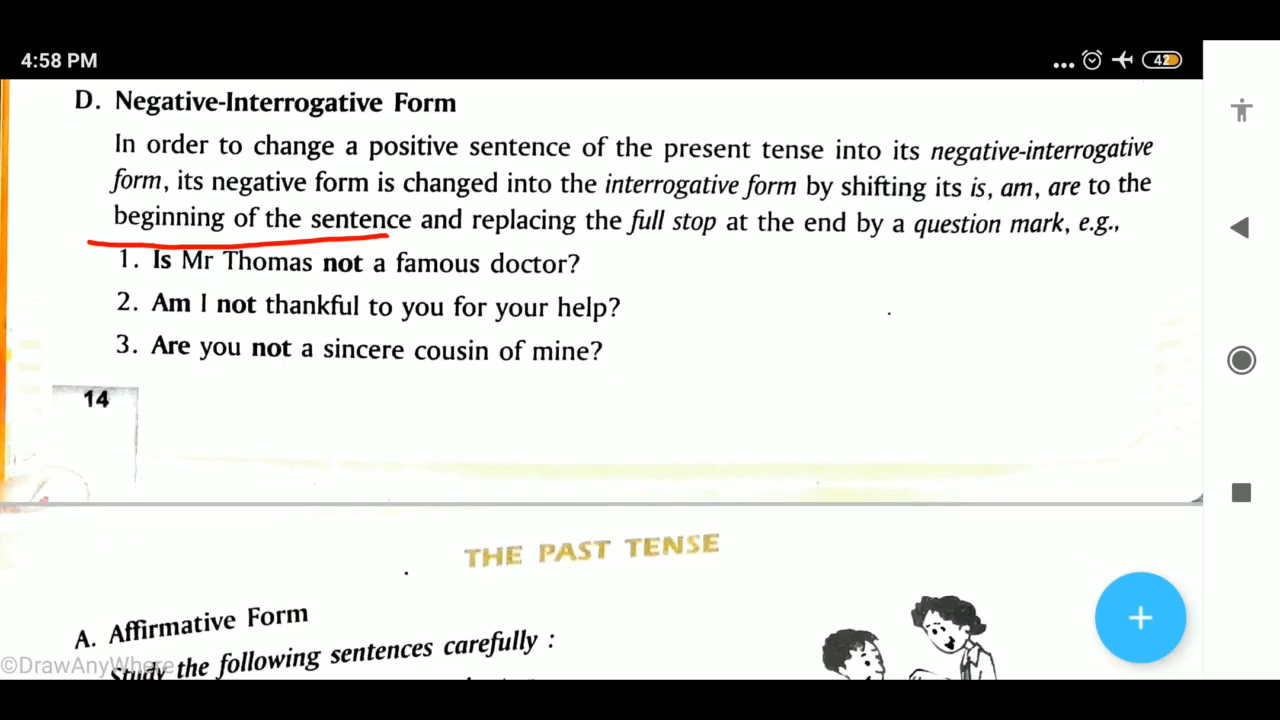 4:58 PM
42
D. Negative-Interrogative Form
In order to change a positive sentence of the present tense into its negative-interrogative
form, its negative form is changed into the interrogative form by shifting its is, am, are to the
beginning of the sentence and replacing the full stop at the end by a question mark, e.g.,
1. Is Mr Thomas not a famous doctor?
2. Am I not thankful to you for your help?
3. Are you not a sincere cousin of mine?
14
THE PAST TENSE
A. Affirmative Form
Study the following sentences carefully :
©DrawAnyWhere